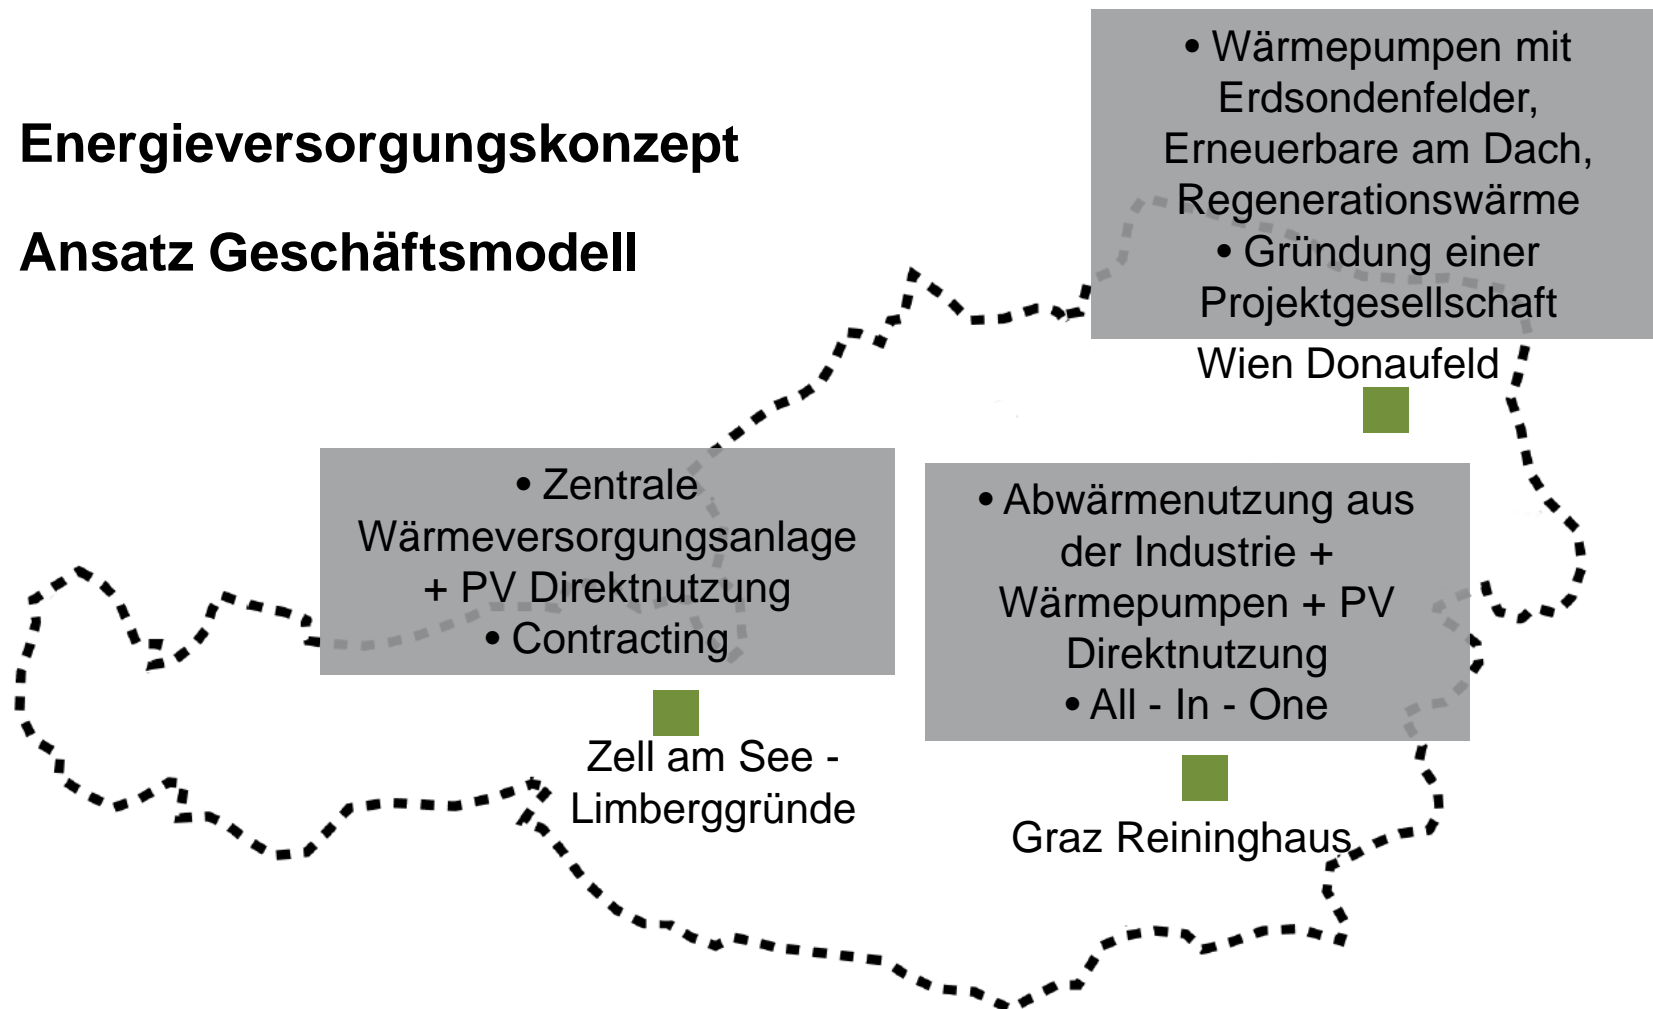 Energieversorgungskonzept
Ansatz Geschäftsmodell
• Wärmepumpen mit
Erdsondenfelder,
Erneuerbare am Dach,
Regenerationswärme
• Gründung einer
Projektgesellschaft
Wien Donaufeld
• Zentrale
Wärmeversorgungsanlage
+ PV Direktnutzung
• Contracting
Zell am See -
Limberggründe
• Abwärmenutzung aus
der Industrie +
Wärmepumpen + PV
Direktnutzung
• All - In - One
Graz Reininghaus